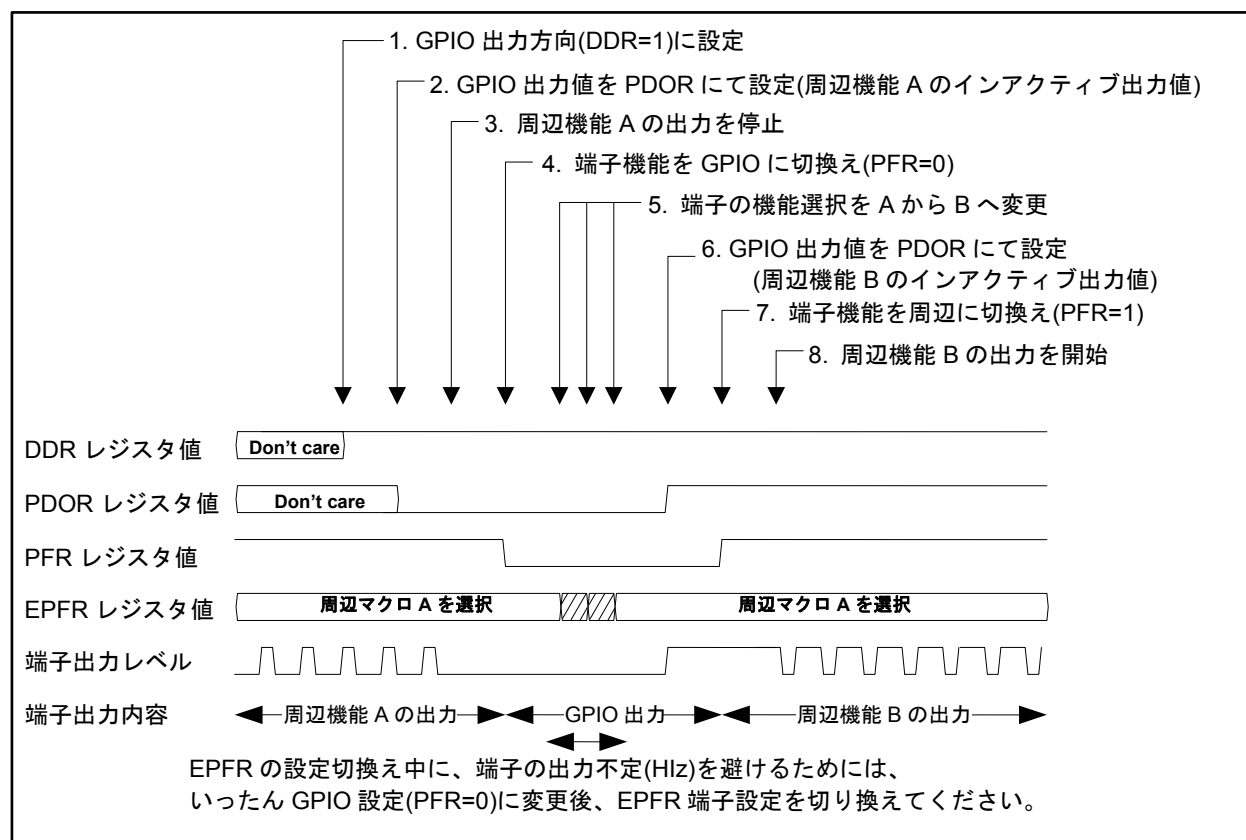 1. GPIO 出力方向(DDR=1)に設定
2. GPIO 出力値を PDOR にて設定(周辺機能 A のインアクティブ出力値)
3. 周辺機能 A の出力を停止
4. 端子機能を GPIO に切換え(PFR=0)
5. 端子の機能選択を A から B へ変更
6. GPIO 出力値を PDOR にて設定
(周辺機能 B のインアクティブ出力値)
7. 端子機能を周辺に切換え(PFR=1)
8. 周辺機能 B の出力を開始
DDR レジスタ値 Don't care
PDOR レジスタ値 Don't care
PFR レジスタ値
EPFR レジスタ値 周辺マクロ A を選択 周辺マクロ A を選択
端子出力レベル
端子出力内容 周辺機能 A の出力 GPIO 出力 周辺機能 B の出力
EPFR の設定切換え中に、端子の出力不定(HIz)を避けるためには、
いったん GPIO 設定(PFR=0)に変更後、EPFR 端子設定を切り換えてください。